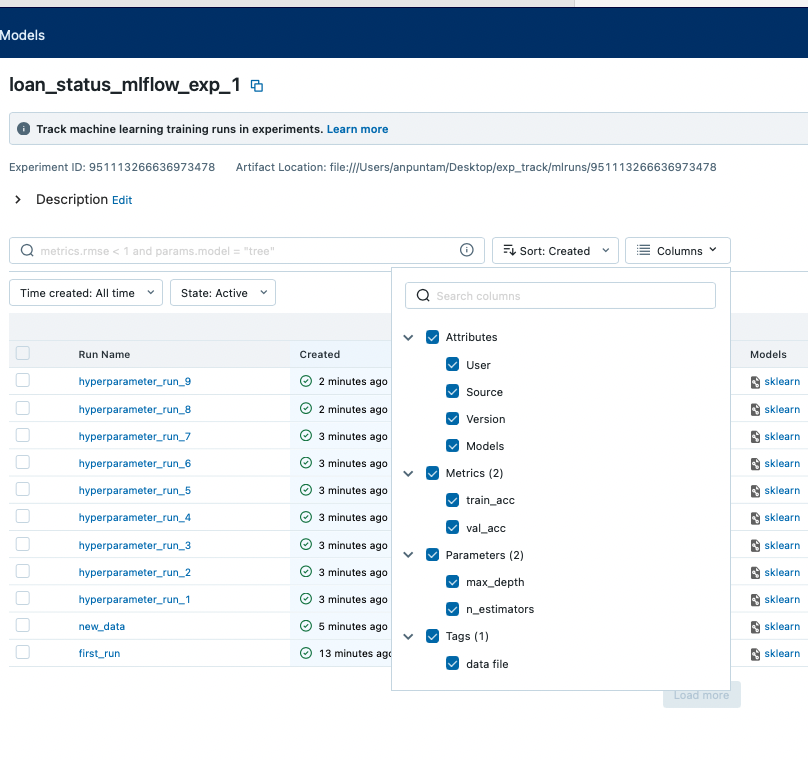 Models
loan_status_mlflow_exp_1
Track machine learning training runs in experiments. Learn more
Experiment ID: 951113266636973478 Artifact Location: file:///Users/anpuntam/Desktop/exp_track/mlruns/951113266636973478
Description Edit
metrics.rmse < 1 and params.model = "tree"
Sort: Created
Columns
Time created: All time
State: Active
Search columns
Attributes
User
Source
Version
Models
Metrics (2)
train_acc
val_acc
Parameters (2)
max_depth
n_estimators
Tags (1)
data file
Run Name Created Models
hyperparameter_run_9 2 minutes ago sklearn
hyperparameter_run_8 2 minutes ago sklearn
hyperparameter_run_7 3 minutes ago sklearn
hyperparameter_run_6 3 minutes ago sklearn
hyperparameter_run_5 3 minutes ago sklearn
hyperparameter_run_4 3 minutes ago sklearn
hyperparameter_run_3 3 minutes ago sklearn
hyperparameter_run_2 3 minutes ago sklearn
hyperparameter_run_1 3 minutes ago sklearn
new_data 5 minutes ago sklearn
first_run 13 minutes ago sklearn
Load more